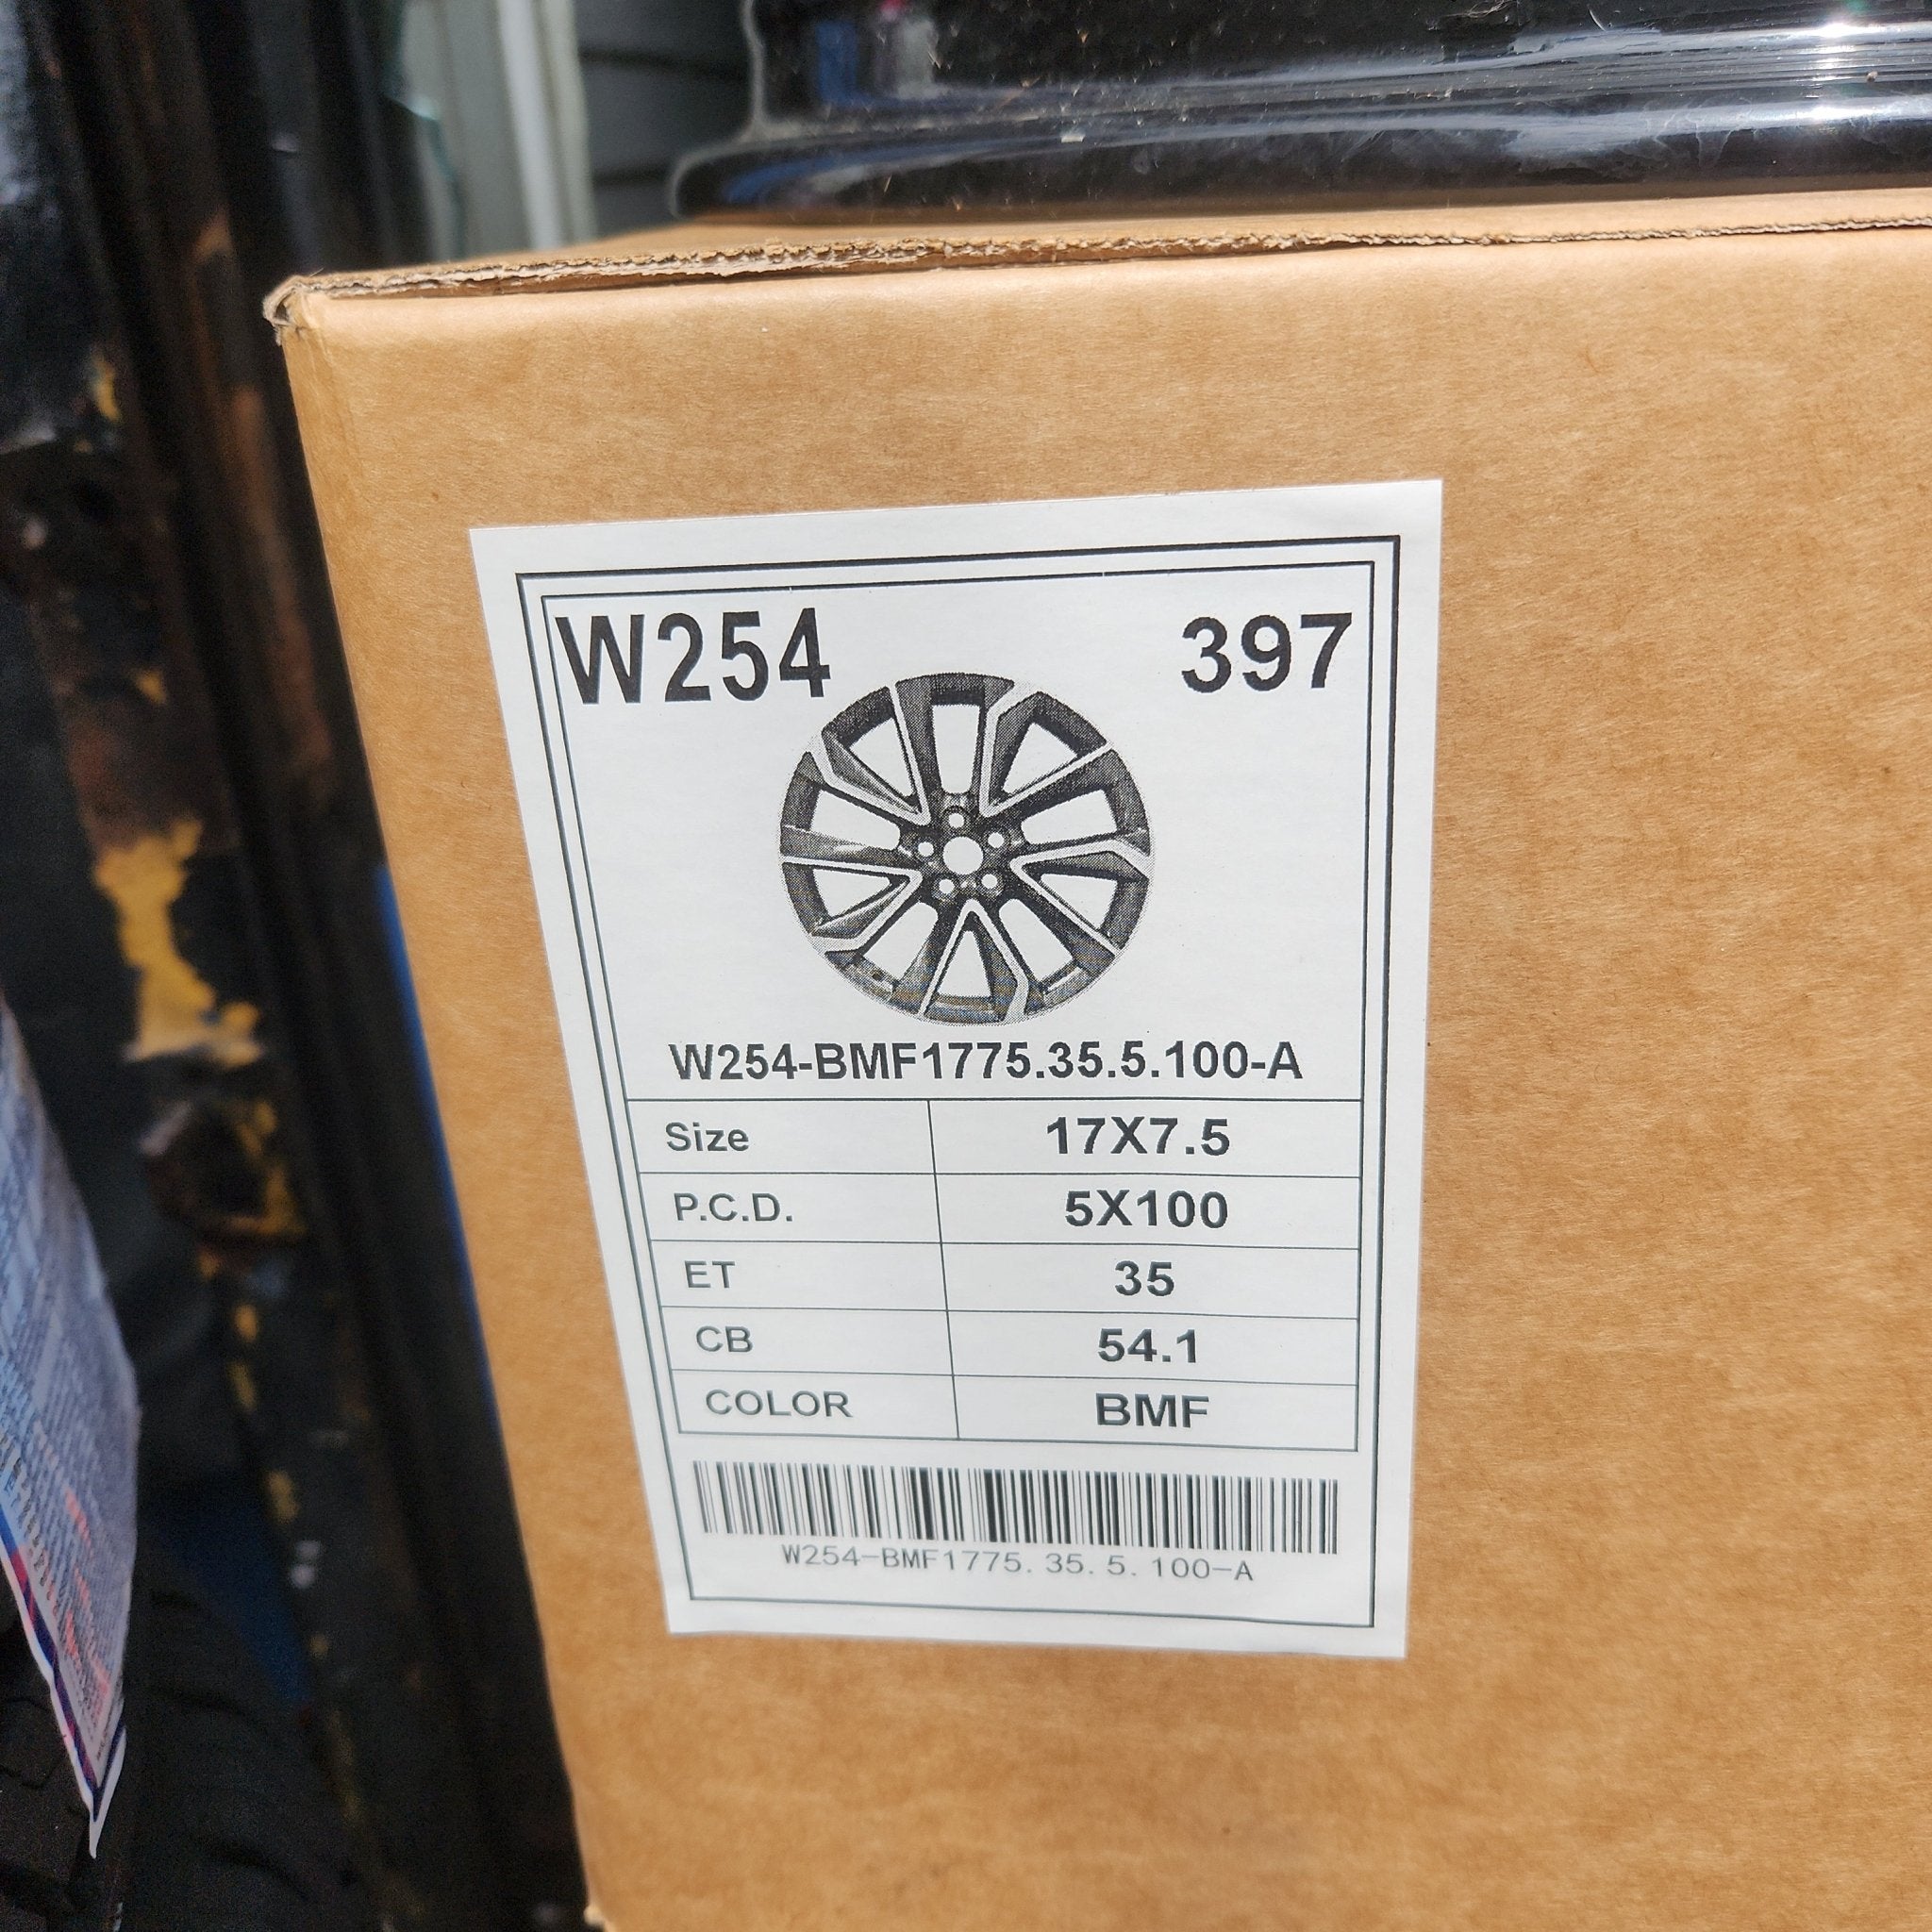 W254 397
W254-BMF1775.35.5.100-A
Size 17X7.5
P.C.D. 5X100
ET 35
CB 54.1
COLOR BMF
W254-BMF1775.35.5.100-A